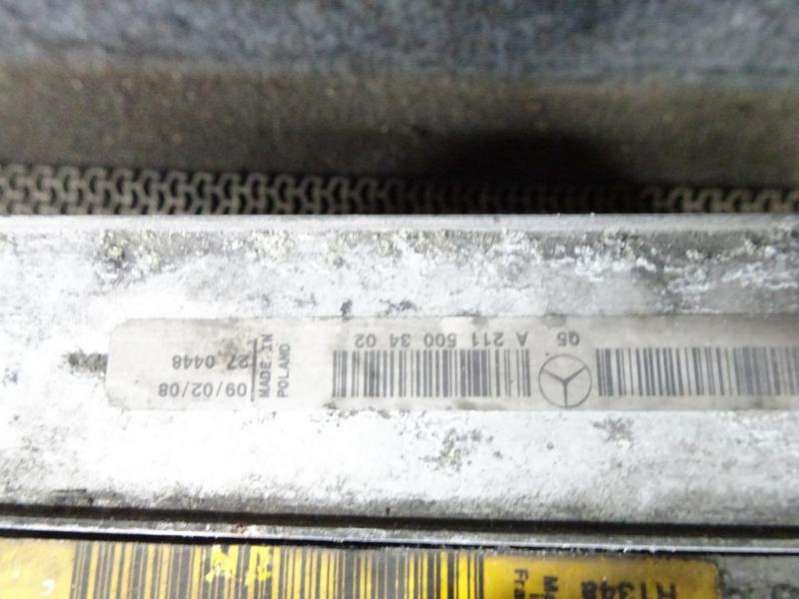 Q5 A 211 500 34 02
MADE IN
POLAND
09/02/08
27 0448